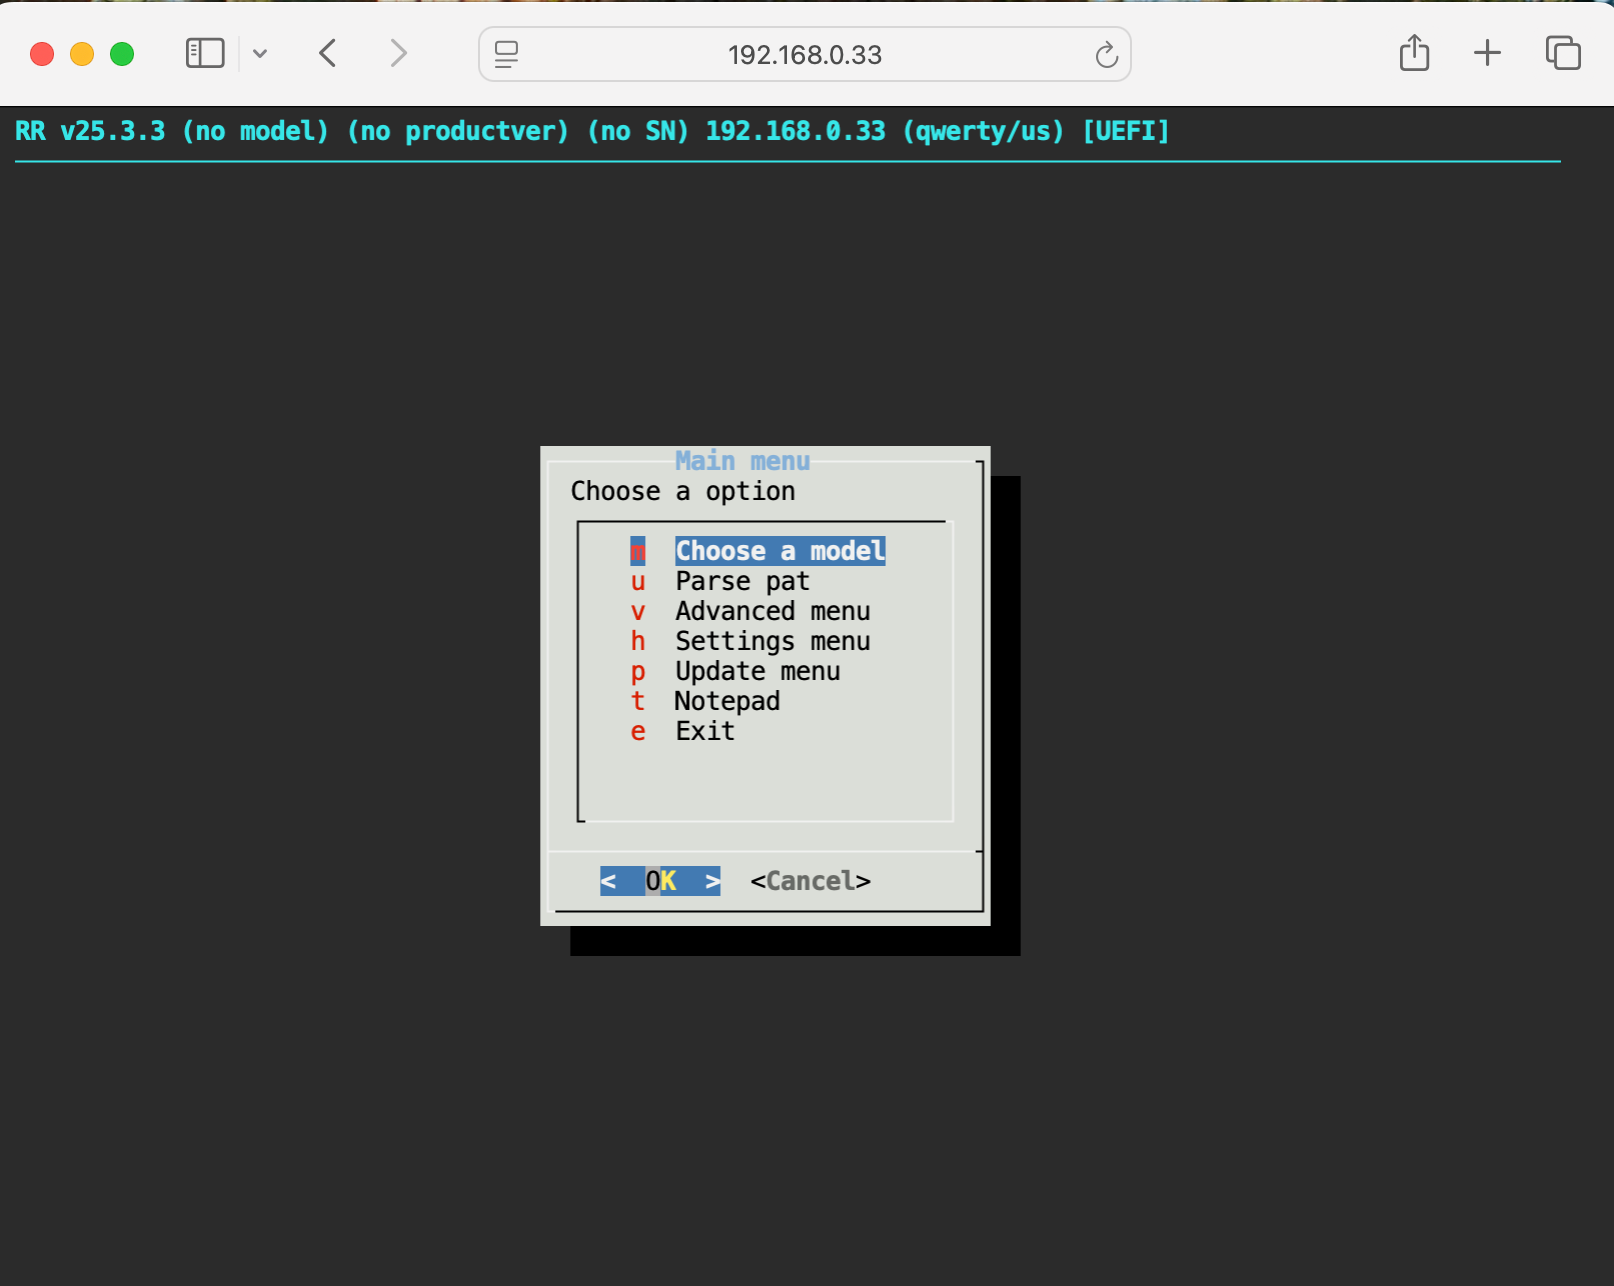 192.168.0.33
RR v25.3.3 (no model) (no productver) (no SN) 192.168.0.33 (qwerty/us) [UEFI]
Main menu
Choose a option
m Choose a model
u Parse pat
v Advanced menu
h Settings menu
p Update menu
t Notepad
e Exit
< OK > <Cancel>